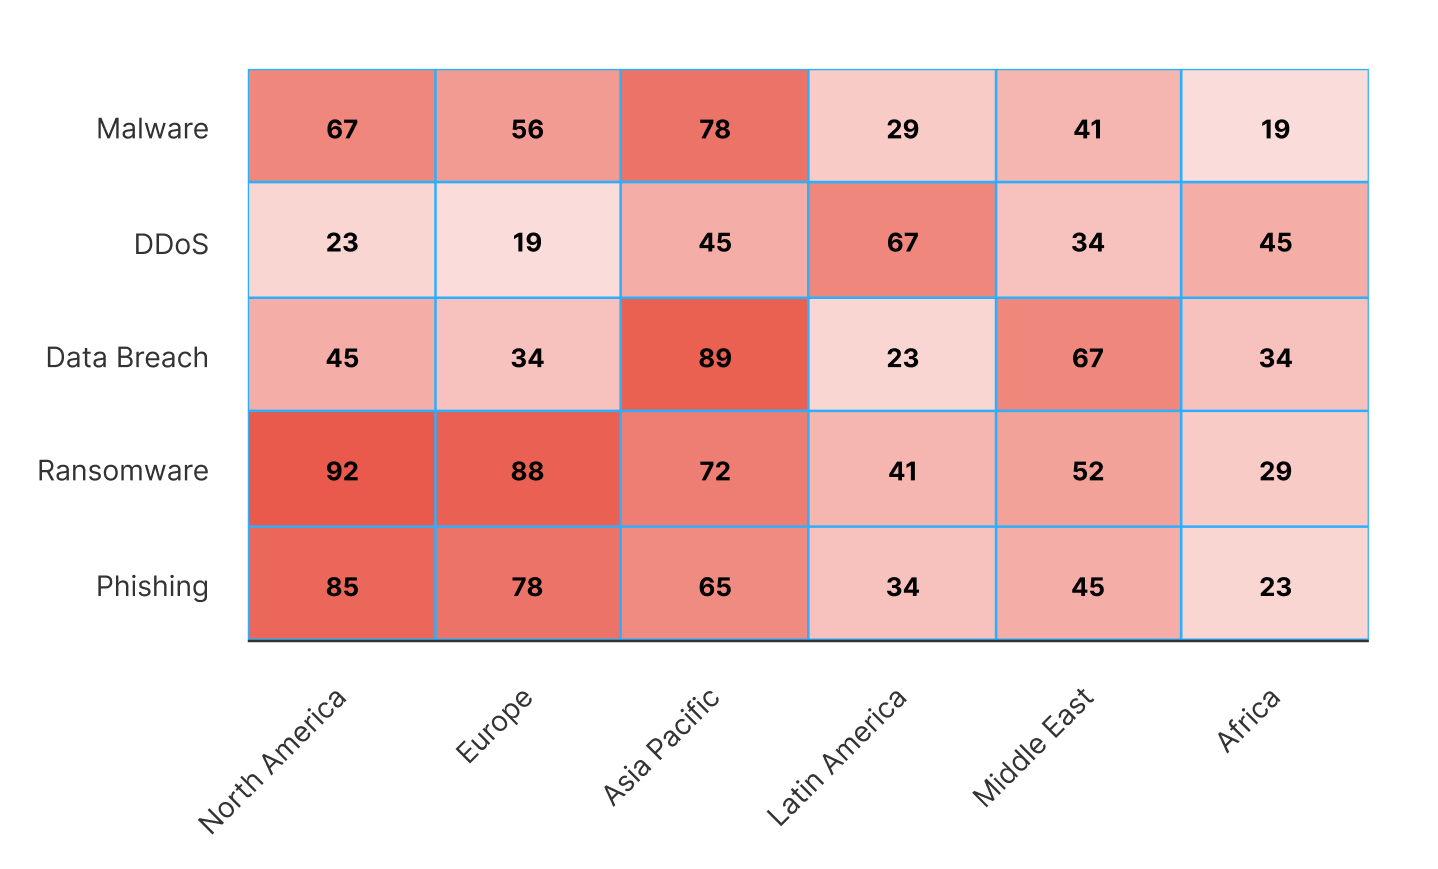 Malware 67 56 78 29 41 19
DDoS 23 19 45 67 34 45
Data Breach 45 34 89 23 67 34
Ransomware 92 88 72 41 52 29
Phishing 85 78 65 34 45 23
North America Europe Asia Pacific Latin America Middle East Africa